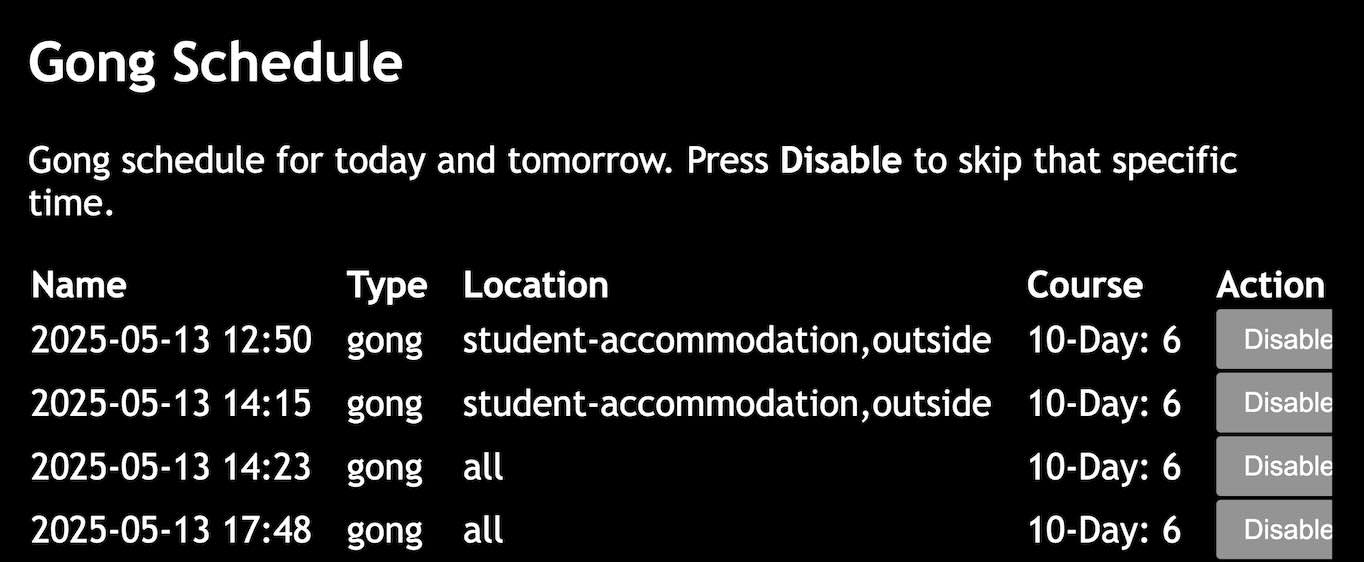 Gong Schedule
Gong schedule for today and tomorrow. Press Disable to skip that specific
time.
Name Type Location Course Action
2025-05-13 12:50 gong student-accommodation,outside 10-Day: 6 Disable
2025-05-13 14:15 gong student-accommodation,outside 10-Day: 6 Disable
2025-05-13 14:23 gong all 10-Day: 6 Disable
2025-05-13 17:48 gong all 10-Day: 6 Disable